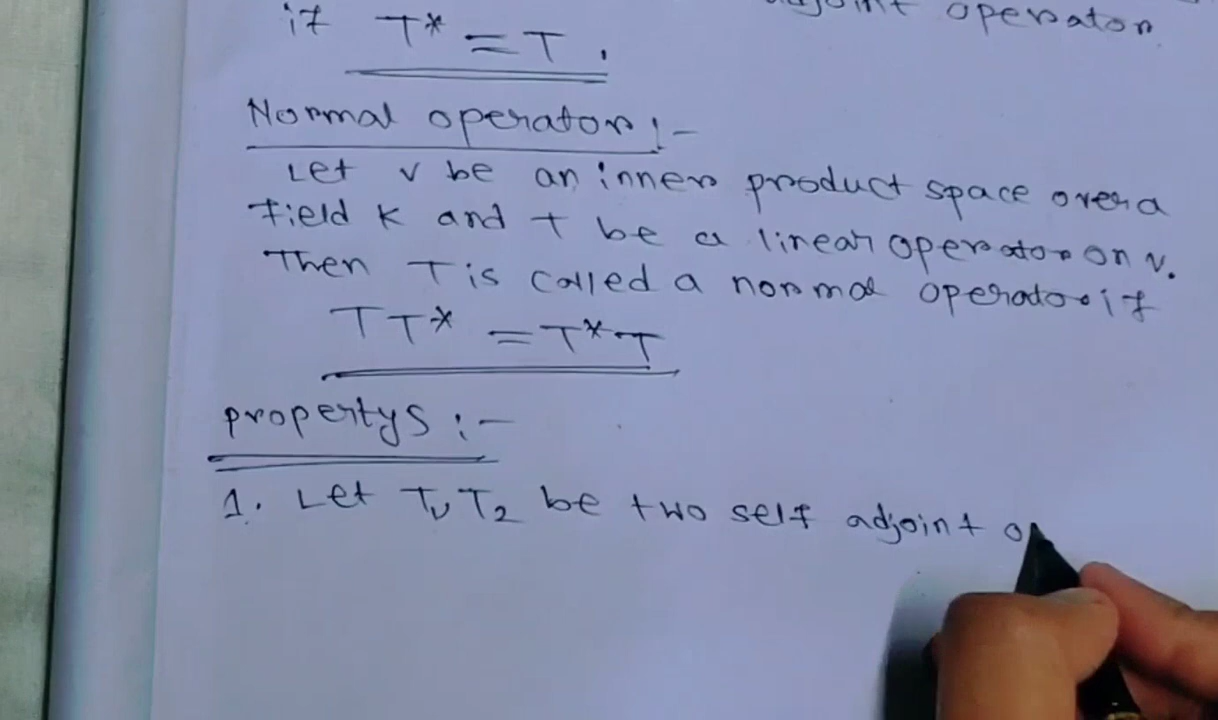 operator
if T* = T.
Normal operator :-
Let V be an inner product space over a
field K and T be a linear operator on V.
Then T is called a normal operator if
TT* = T*T
propertys :-
1. Let T1, T2 be two self adjoint o